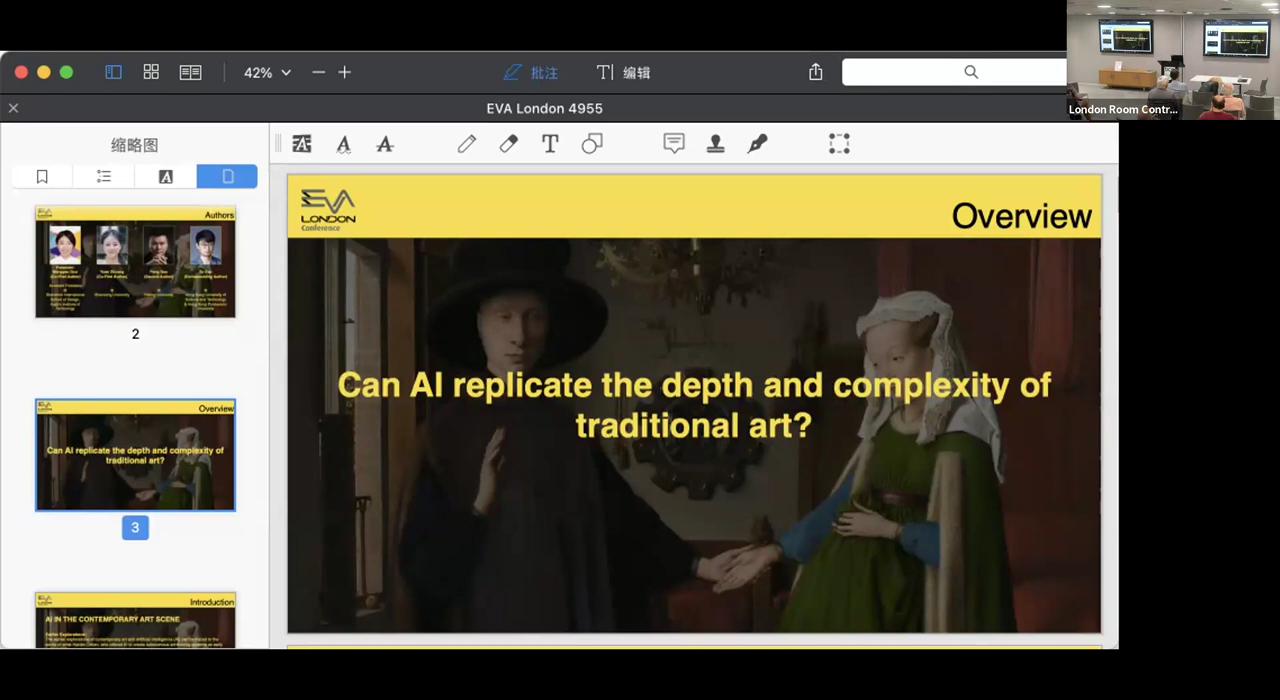 42%
批注
编辑
London Room Contr...
EVA London 4955
缩略图
EVA
LONDON
Conference
Overview
Can AI replicate the depth and complexity of
traditional art?
Authors
2
Overview
Can AI replicate the depth and complexity of
traditional art?
3
Introduction
AI IN THE CONTEMPORARY ART SCENE